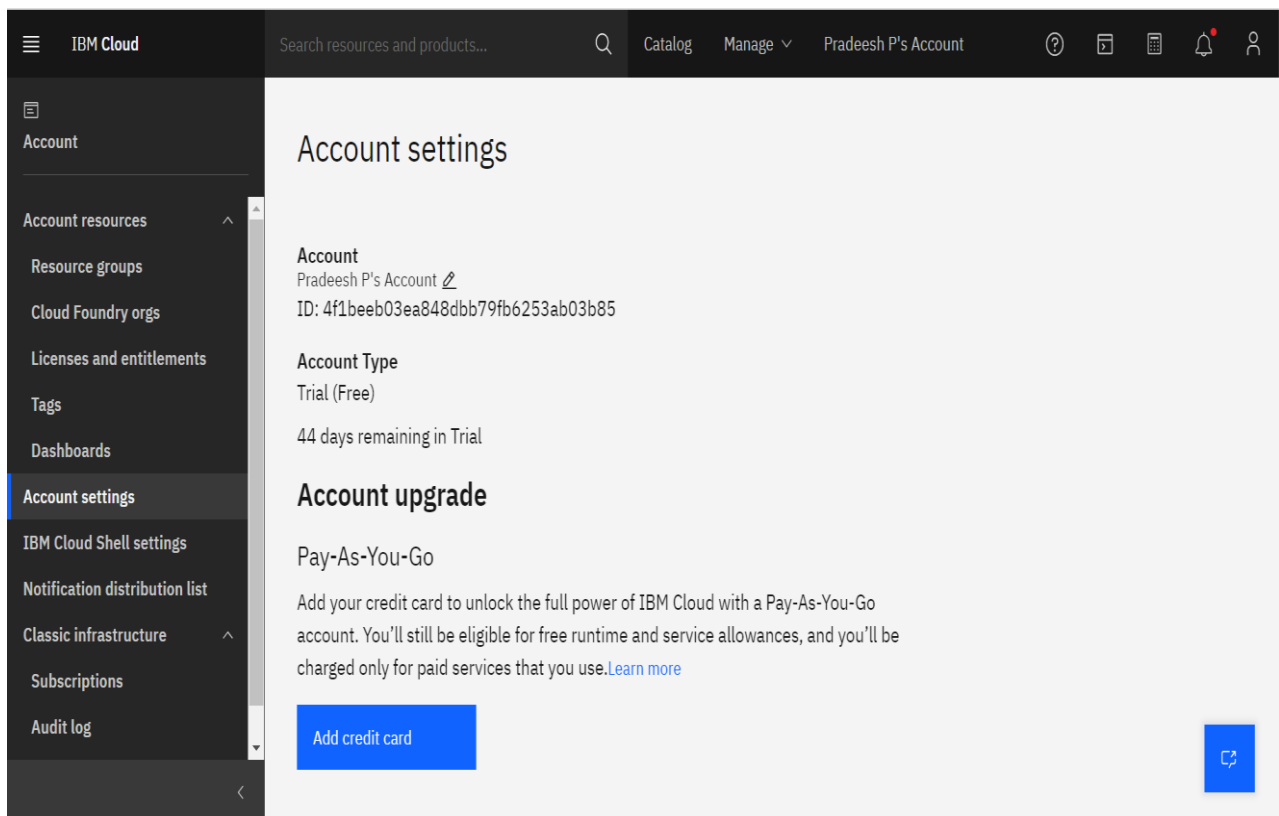 IBM Cloud
Search resources and products...
Catalog
Manage
Pradeesh P's Account
Account
Account resources
Resource groups
Cloud Foundry orgs
Licenses and entitlements
Tags
Dashboards
Account settings
IBM Cloud Shell settings
Notification distribution list
Classic infrastructure
Subscriptions
Audit log
Account settings
Account
Pradeesh P's Account
ID: 4f1beeb03ea848dbb79fb6253ab03b85
Account Type
Trial (Free)
44 days remaining in Trial
Account upgrade
Pay-As-You-Go
Add your credit card to unlock the full power of IBM Cloud with a Pay-As-You-Go
account. You’ll still be eligible for free runtime and service allowances, and you’ll be
charged only for paid services that you use.Learn more
Add credit card